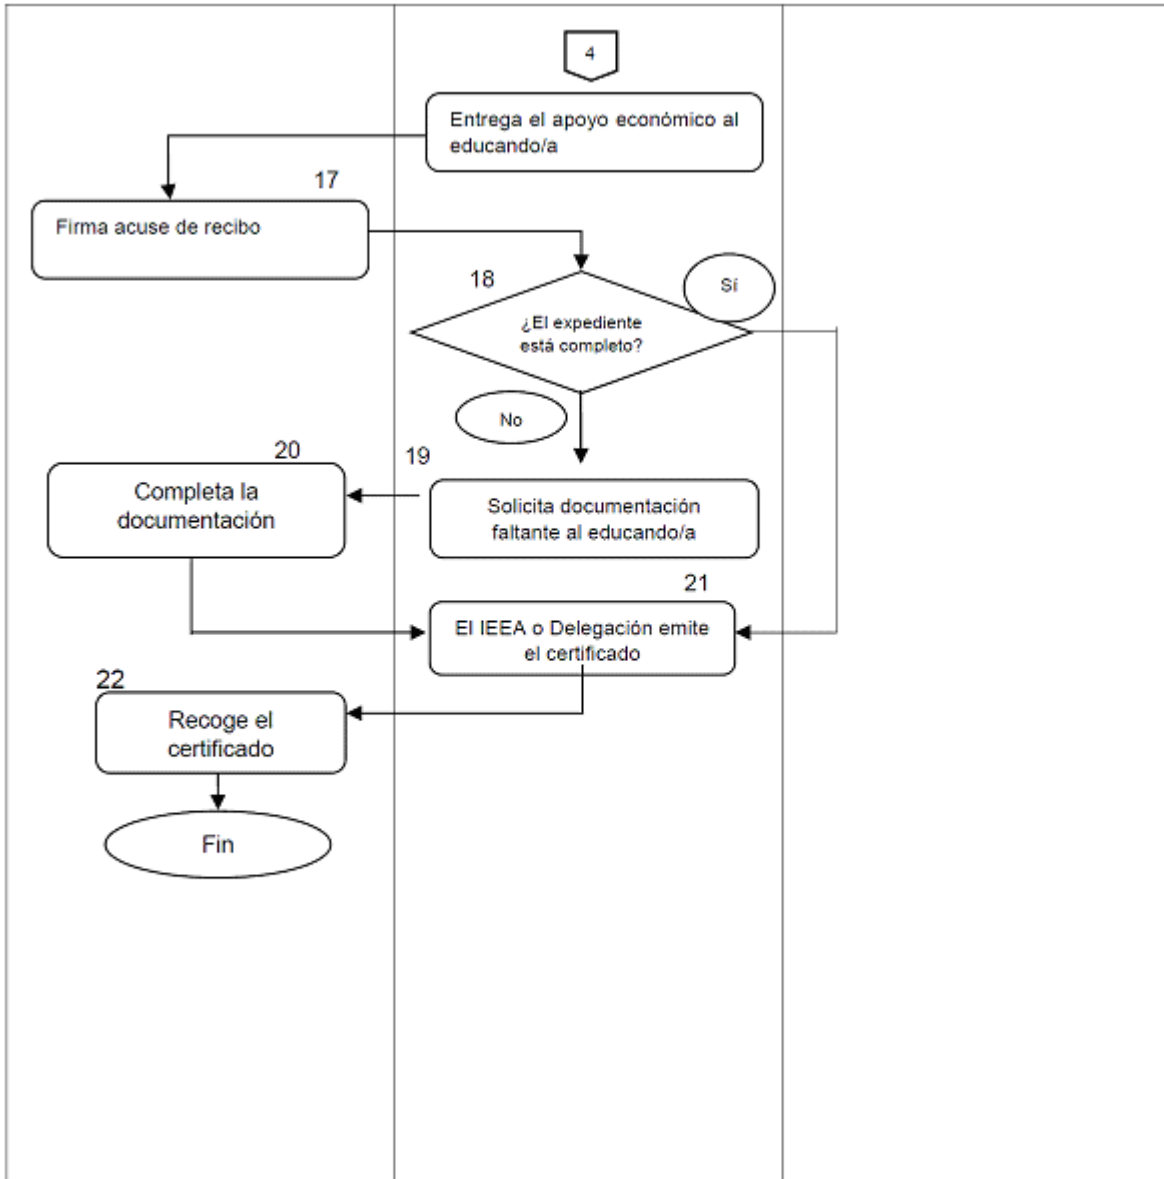 4
Entrega el apoyo económico al
educando/a
17
Firma acuse de recibo
18
Sí
¿El expediente
está completo?
No
20
19
Completa la
documentación
Solicita documentación
faltante al educando/a
21
El IEEA o Delegación emite
el certificado
22
Recoge el
certificado
Fin